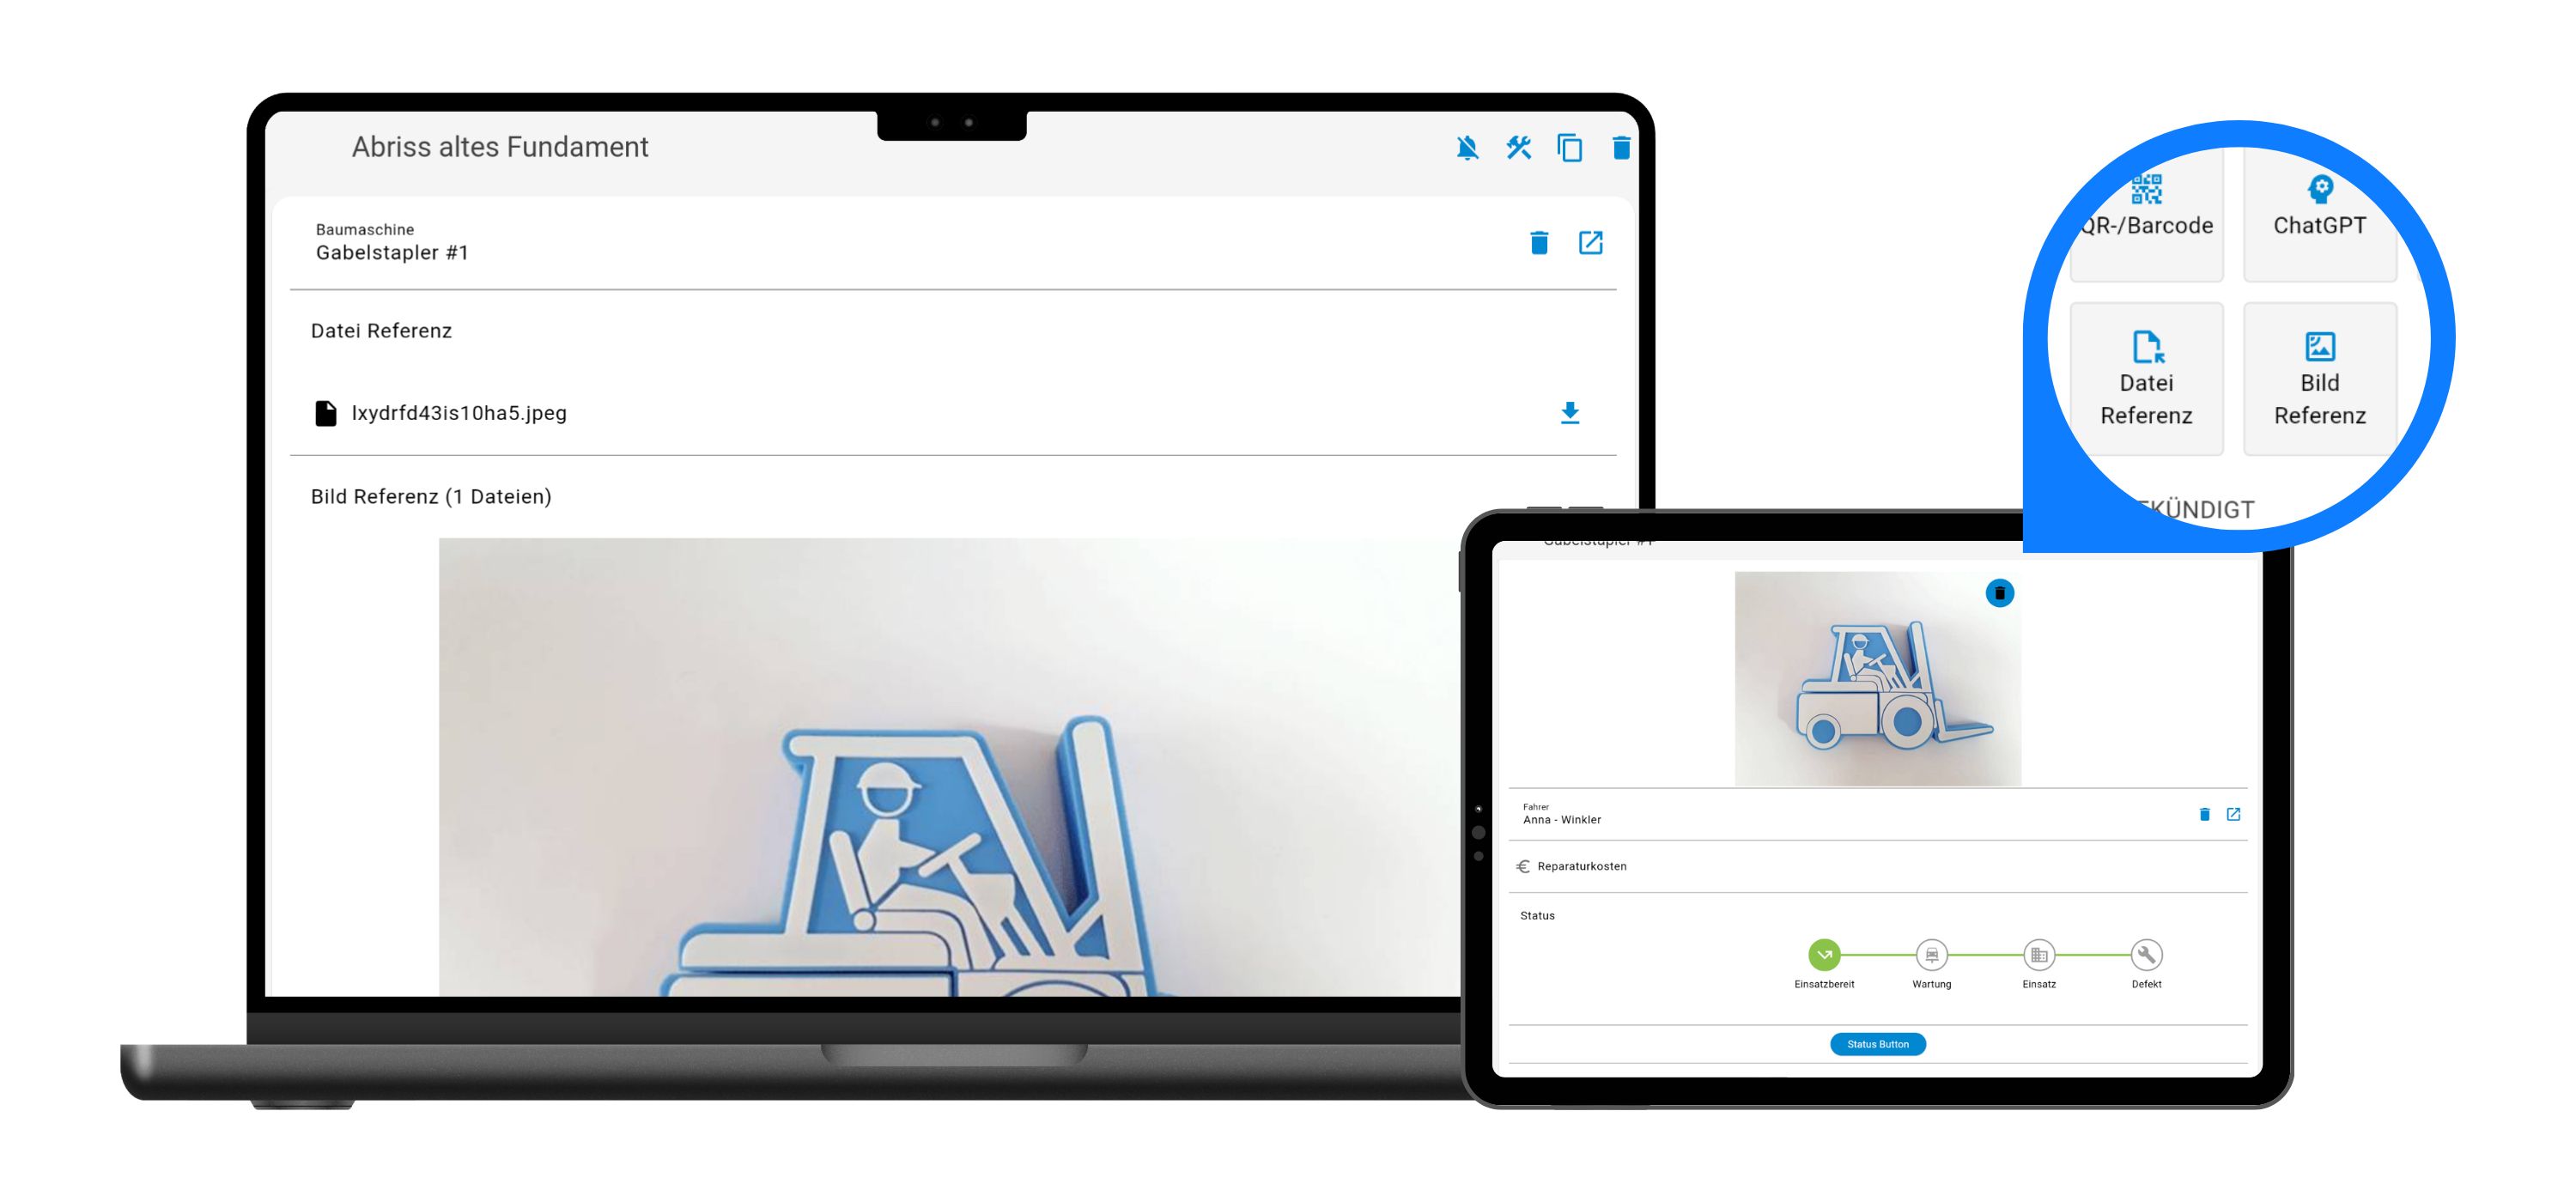 Abriss altes Fundament
Baumaschine
Gabelstapler #1
Datei Referenz
lxydrfd43is10ha5.jpeg
Bild Referenz (1 Dateien)
QR-/Barcode
ChatGPT
Datei
Referenz
Bild
Referenz
KÜNDIGT
Gabelstapler #1
Fahrer
Anna - Winkler
€ Reparaturkosten
Status
Einsatzbereit
Wartung
Einsatz
Defekt
Status Button